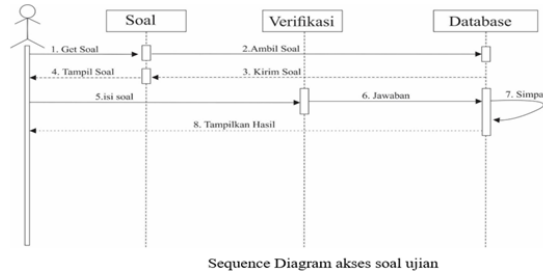 Soal Verifikasi Database
1. Get Soal 2.Ambil Soal
4. Tampil Soal 3. Kirim Soal
5.isi soal 6. Jawaban 7. Simpa
8. Tampilkan Hasil
Sequence Diagram akses soal ujian